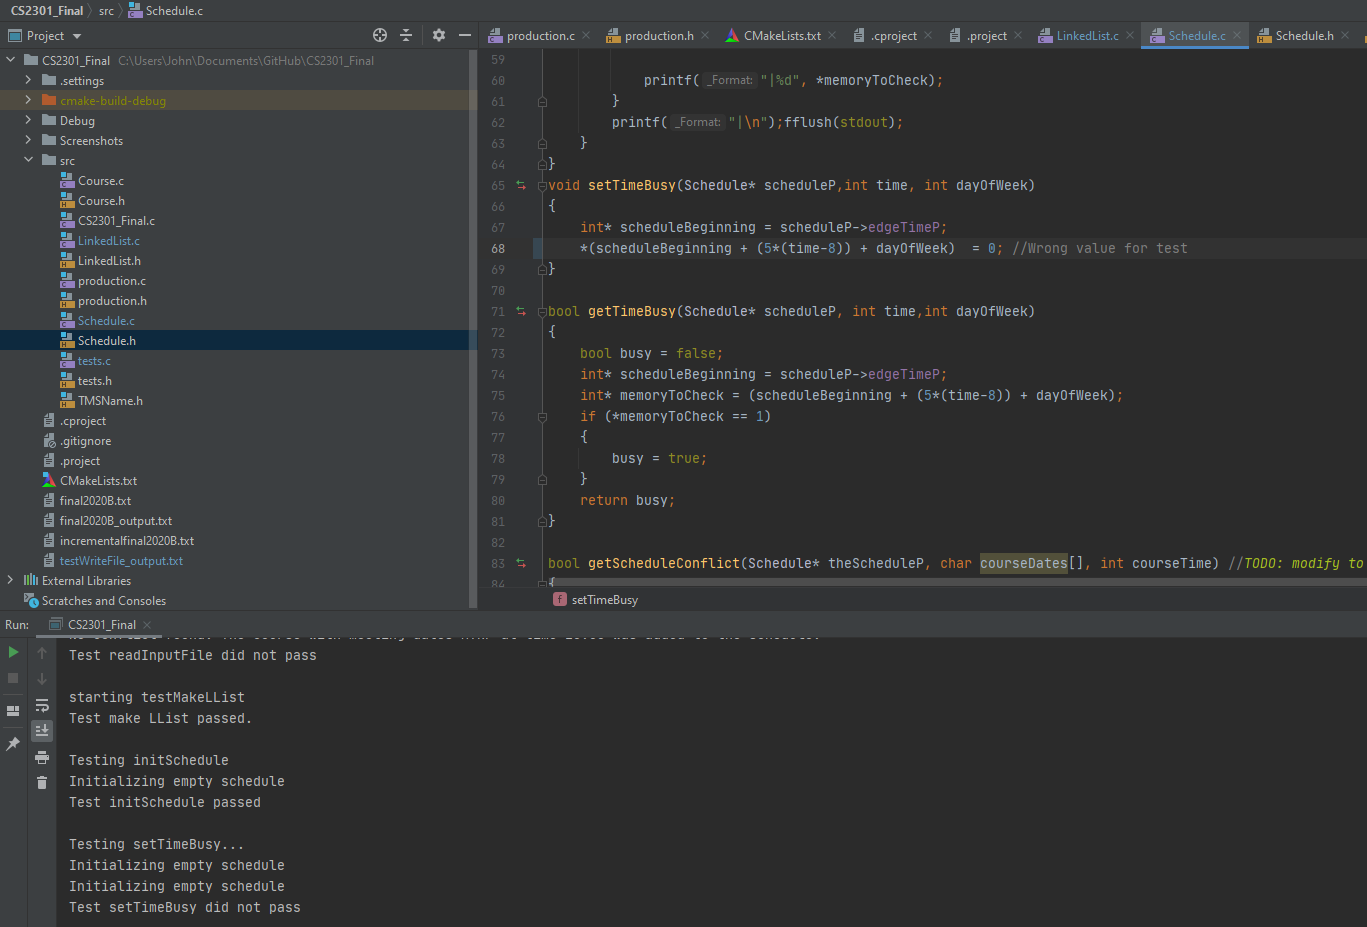 CS2301_Final src Schedule.c
Project
production.c production.h CMakeLists.txt .cproject .project LinkedList.c Schedule.c Schedule.h
CS2301_Final C:\Users\John\Documents\GitHub\CS2301_Final
.settings
cmake-build-debug
Debug
Screenshots
src
Course.c
Course.h
CS2301_Final.c
LinkedList.c
LinkedList.h
production.c
production.h
Schedule.c
Schedule.h
tests.c
tests.h
TMSName.h
.cproject
.gitignore
.project
CMakeLists.txt
final2020B.txt
final2020B_output.txt
incrementalfinal2020B.txt
testWriteFile_output.txt
External Libraries
Scratches and Consoles
59
60 printf( _Format: "|%d", *memoryToCheck);
61 }
62 printf( _Format: "|\n");fflush(stdout);
63 }
64 }
65 void setTimeBusy(Schedule* scheduleP,int time, int dayOfWeek)
66 {
67 int* scheduleBeginning = scheduleP->edgeTimeP;
68 *(scheduleBeginning + (5*(time-8)) + dayOfWeek)  = 0; //Wrong value for test
69 }
70
71 bool getTimeBusy(Schedule* scheduleP, int time,int dayOfWeek)
72 {
73 bool busy = false;
74 int* scheduleBeginning = scheduleP->edgeTimeP;
75 int* memoryToCheck = (scheduleBeginning + (5*(time-8)) + dayOfWeek);
76 if (*memoryToCheck == 1)
77 {
78 busy = true;
79 }
80 return busy;
81 }
82
83 bool getScheduleConflict(Schedule* theScheduleP, char courseDates[], int courseTime) //TODO: modify to
84 {
f setTimeBusy
Run: CS2301_Final
Test readInputFile did not pass
starting testMakeLList
Test make LList passed.
Testing initSchedule
Initializing empty schedule
Test initSchedule passed
Testing setTimeBusy...
Initializing empty schedule
Initializing empty schedule
Test setTimeBusy did not pass